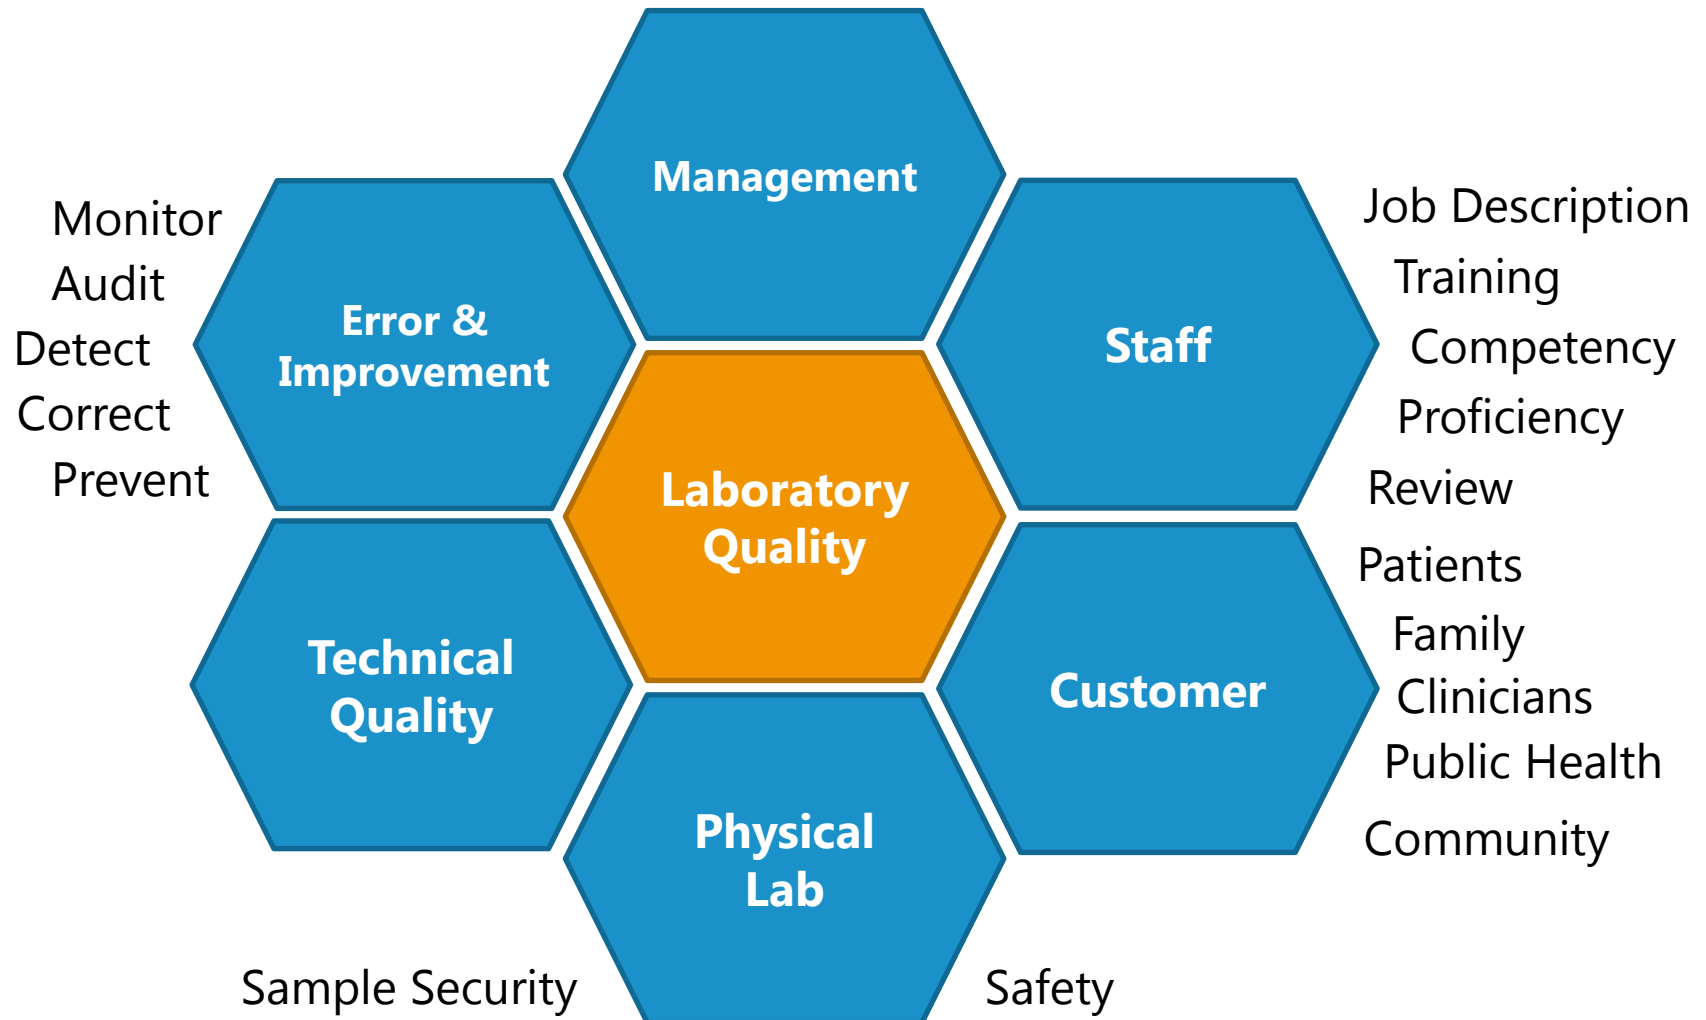 Management
Monitor
Audit
Detect
Correct
Prevent
Error &
Improvement
Staff
Job Description
Training
Competency
Proficiency
Review
Laboratory
Quality
Technical
Quality
Customer
Patients
Family
Clinicians
Public Health
Community
Physical
Lab
Sample Security
Safety